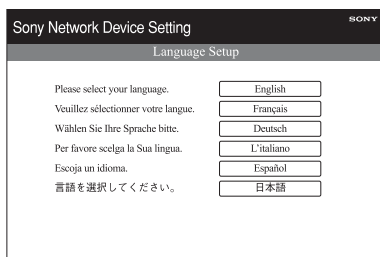 Sony Network Device Setting
SONY
Language Setup
Please select your language. English
Veuillez sélectionner votre langue. Français
Wählen Sie Ihre Sprache bitte. Deutsch
Per favore scelga la Sua lingua. L'italiano
Escoja un idioma. Español
言語を選択してください。 日本語